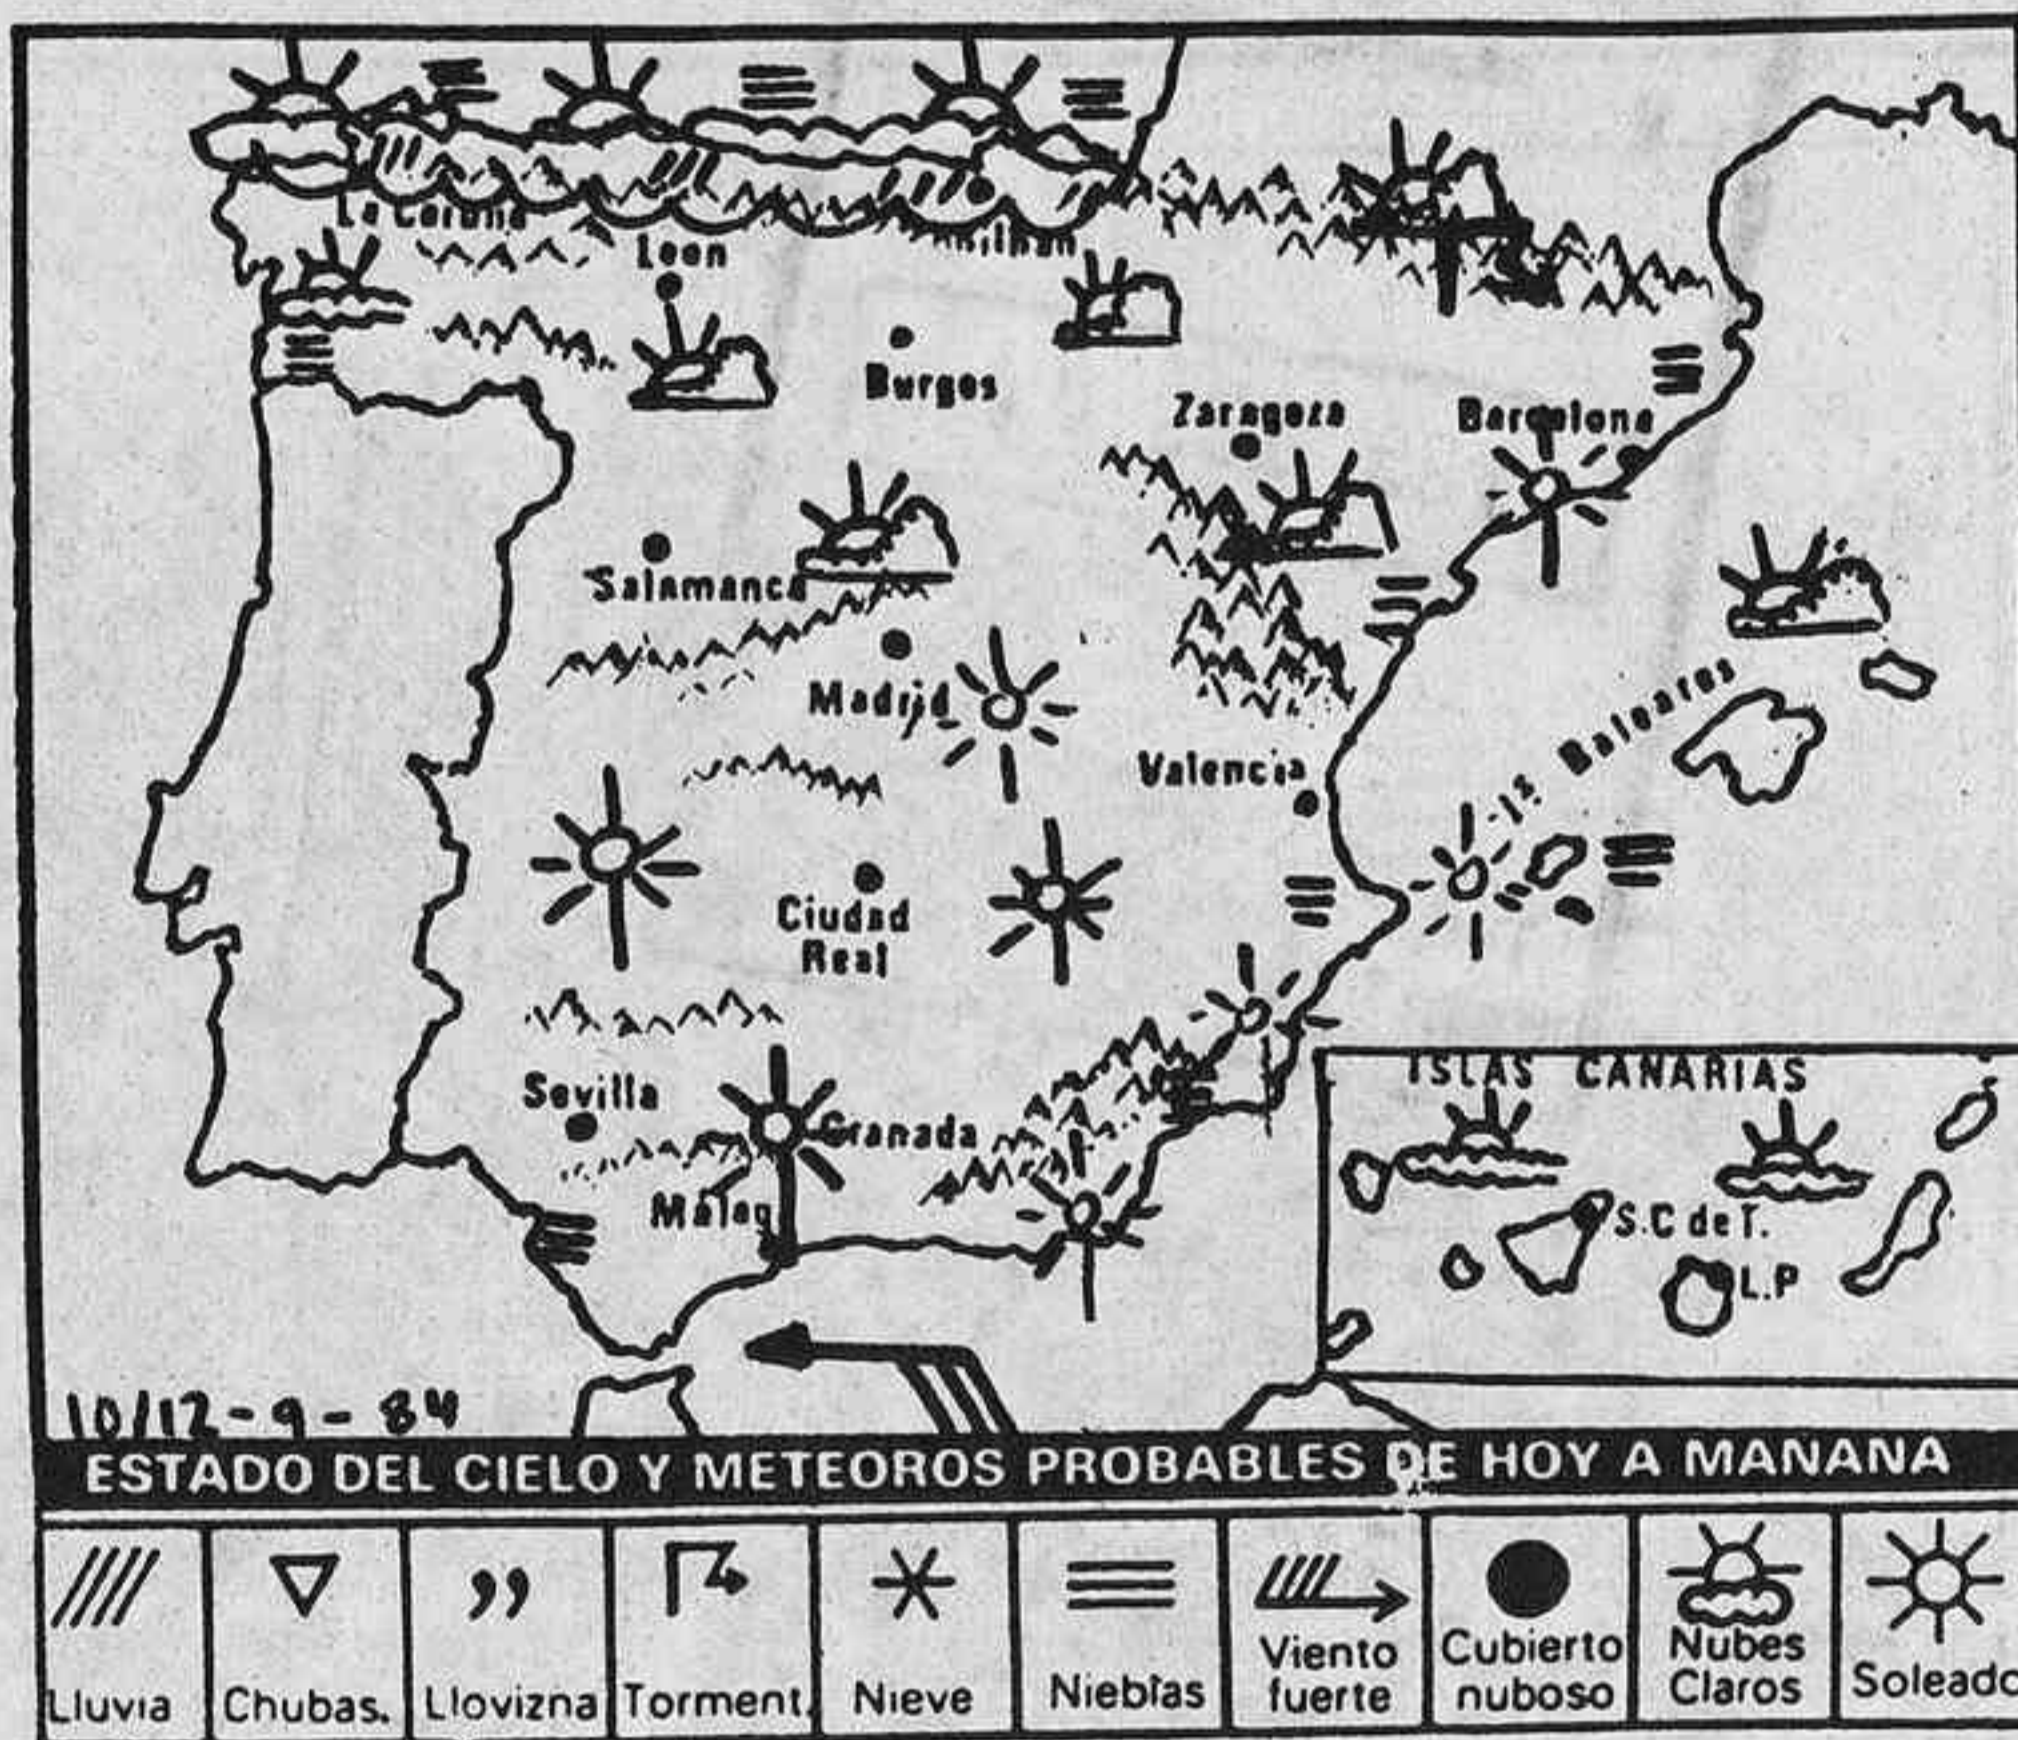 La Coruña
Leon
Burgos
Zaragoza
Barcelona
Salamanca
Madrid
Valencia
Is. Baleares
Ciudad
Real
Sevilla
Granada
Málag
ISLAS CANARIAS
S.C de T.
L.P
10/12-9-84
ESTADO DEL CIELO Y METEOROS PROBABLES DE HOY A MANANA
Lluvia
Chubas.
Llovizna
Torment.
Nieve
Nieblas
Viento
fuerte
Cubierto
nuboso
Nubes
Claros
Soleado